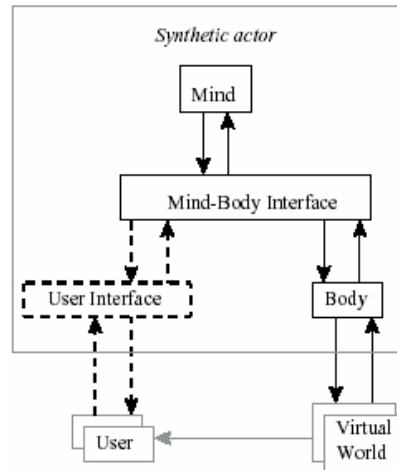 Synthetic actor
Mind
Mind-Body Interface
User Interface
Body
User
Virtual
World